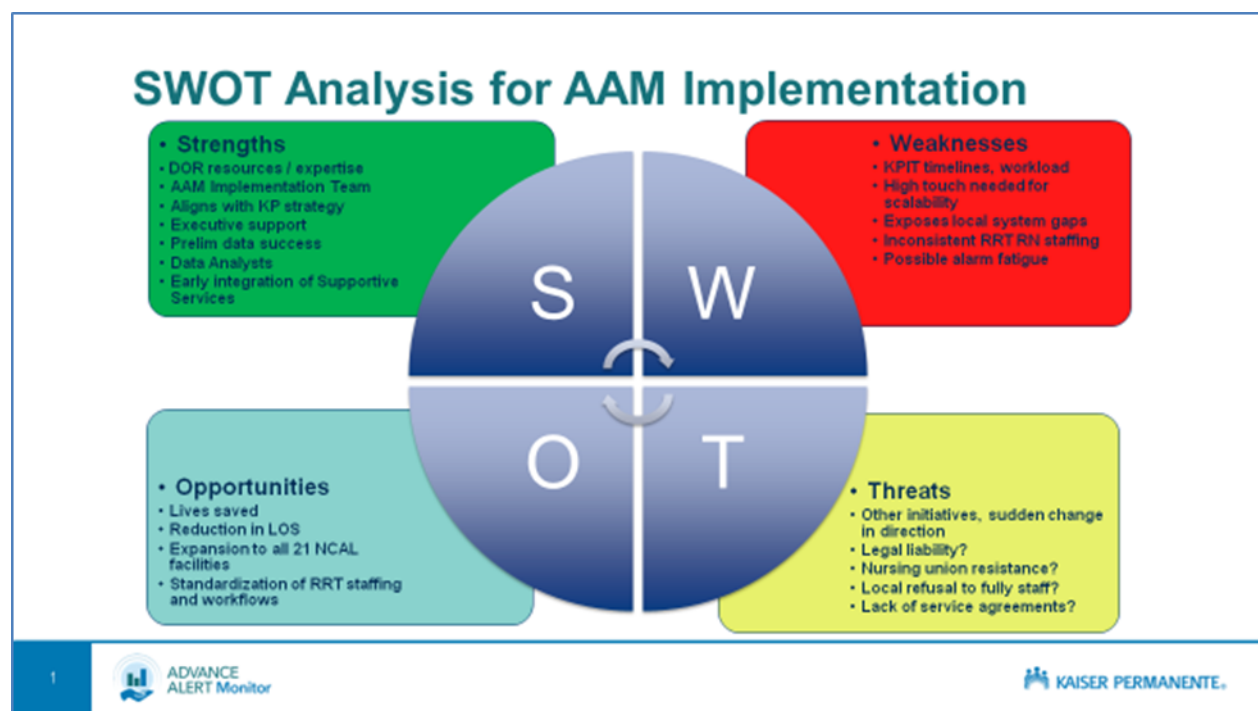 SWOT Analysis for AAM Implementation
• Strengths
• DOR resources / expertise
• AAM Implementation Team
• Aligns with KP strategy
• Executive support
• Prelim data success
• Data Analysts
• Early integration of Supportive
Services
• Weaknesses
• KPIT timelines, workload
• High touch needed for
scalability
• Exposes local system gaps
• Inconsistent RRT RN staffing
• Possible alarm fatigue
S
W
O
T
• Opportunities
• Lives saved
• Reduction in LOS
• Expansion to all 21 NCAL
facilities
• Standardization of RRT staffing
and workflows
• Threats
• Other initiatives, sudden change
in direction
• Legal liability?
• Nursing union resistance?
• Local refusal to fully staff?
• Lack of service agreements?
1
ADVANCE
ALERT Monitor
KAISER PERMANENTE®